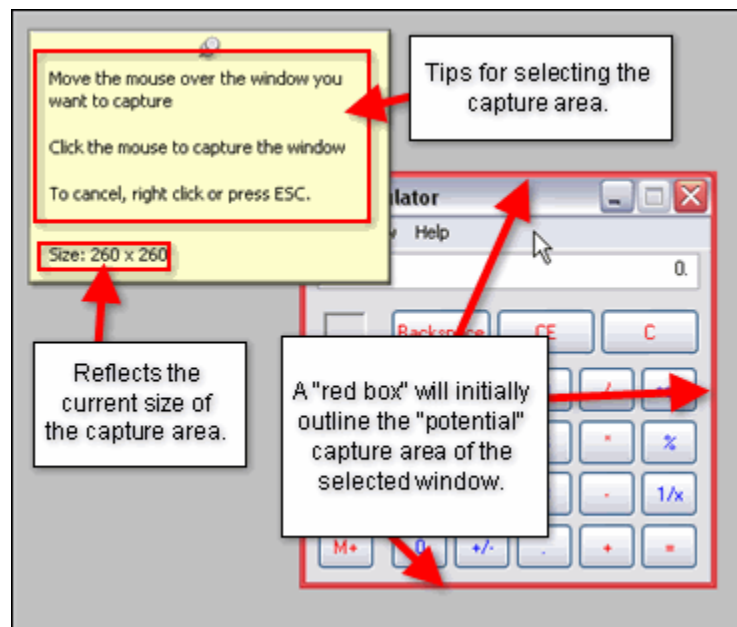 Move the mouse over the window you
want to capture
Click the mouse to capture the window
To cancel, right click or press ESC.
Size: 260 x 260
Tips for selecting the
capture area.
Help
0.
Backspace
CE
C
Reflects the
current size of
the capture area.
A "red box" will initially
outline the "potential"
capture area of the
selected window.
/
*
%
-
1/x
M+
0
+/-
.
+
=